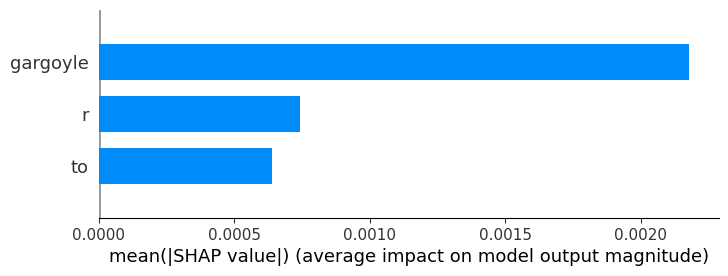 gargoyle
r
to
0.0000 0.0005 0.0010 0.0015 0.0020
mean(|SHAP value|) (average impact on model output magnitude)